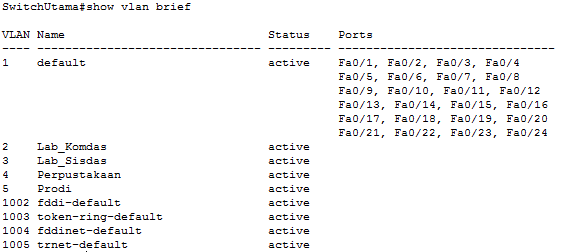 SwitchUtama#show vlan brief
VLAN Name                             Status    Ports
---- -------------------------------- --------- -------------------------------
1    default                          active    Fa0/1, Fa0/2, Fa0/3, Fa0/4
                                                Fa0/5, Fa0/6, Fa0/7, Fa0/8
                                                Fa0/9, Fa0/10, Fa0/11, Fa0/12
                                                Fa0/13, Fa0/14, Fa0/15, Fa0/16
                                                Fa0/17, Fa0/18, Fa0/19, Fa0/20
                                                Fa0/21, Fa0/22, Fa0/23, Fa0/24
2    Lab_Komdas                       active
3    Lab_Sisdas                       active
4    Perpustakaan                     active
5    Prodi                            active
1002 fddi-default                     active
1003 token-ring-default               active
1004 fddinet-default                  active
1005 trnet-default                    active